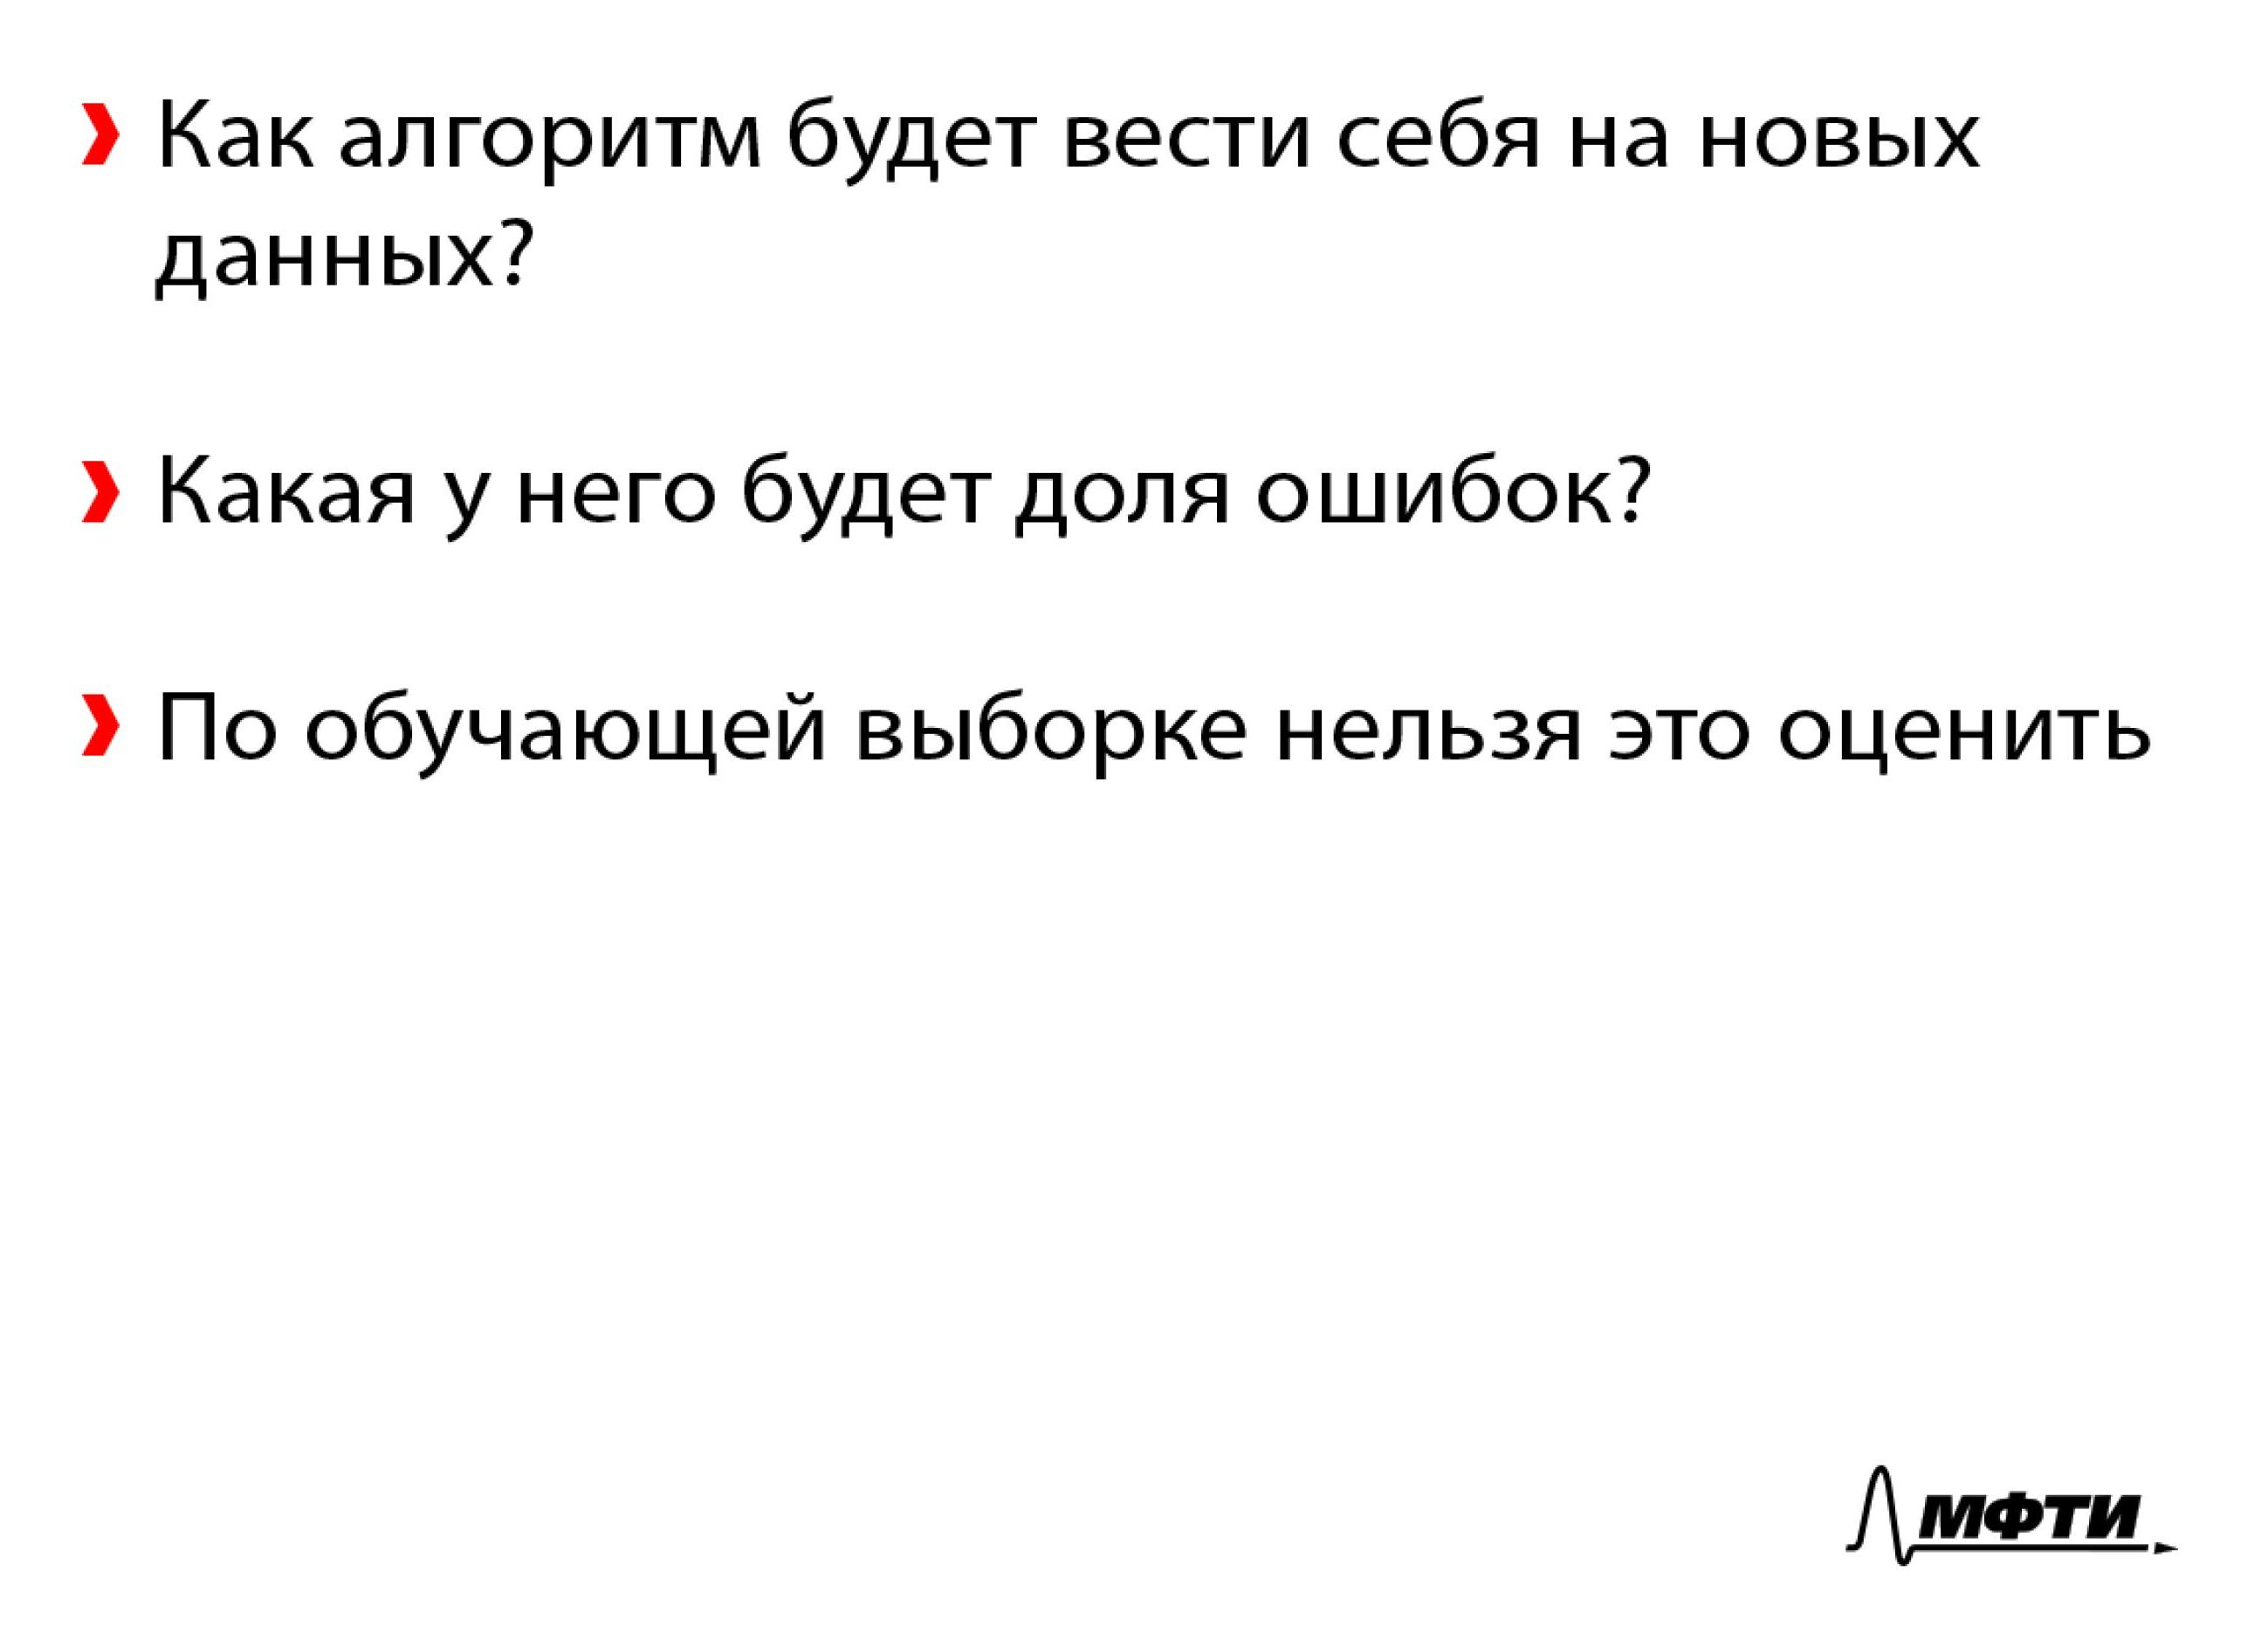 Как алгоритм будет вести себя на новых
данных?
Какая у него будет доля ошибок?
По обучающей выборке нельзя это оценить
МФТИ